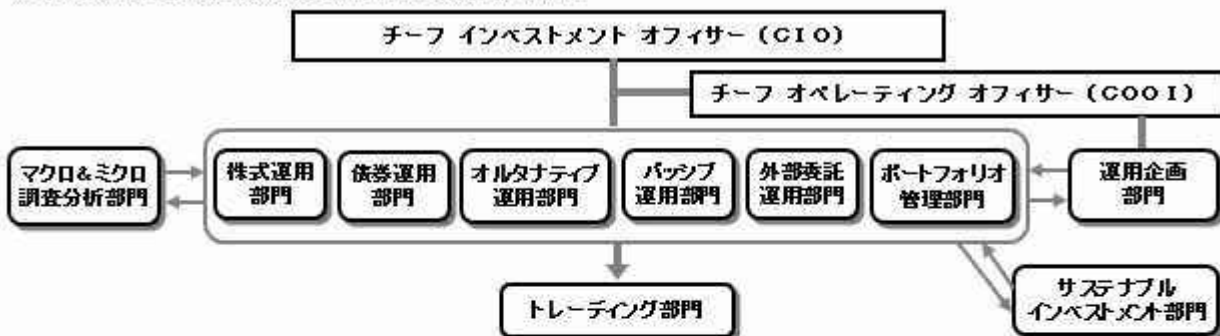 チーフ インベストメント オフィサー（CIO）
チーフ オペレーティング オフィサー（COOI）
マクロ&ミクロ
調査分析部門
株式運用
部門
債券運用
部門
オルタナティブ
運用部門
パッシブ
運用部門
外部委託
運用部門
ポートフォリオ
管理部門
運用企画
部門
トレーディング部門
サステナブル
インベストメント部門